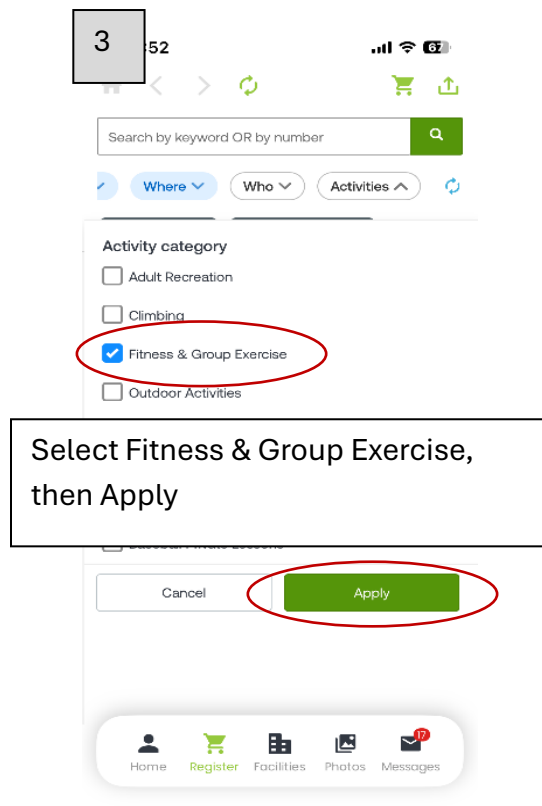 3
:52
67
Search by keyword OR by number
Where
Who
Activities
Activity category
Adult Recreation
Climbing
Fitness & Group Exercise
Outdoor Activities
Select Fitness & Group Exercise,
then Apply
Cancel
Apply
17
Home Register Facilities Photos Messages